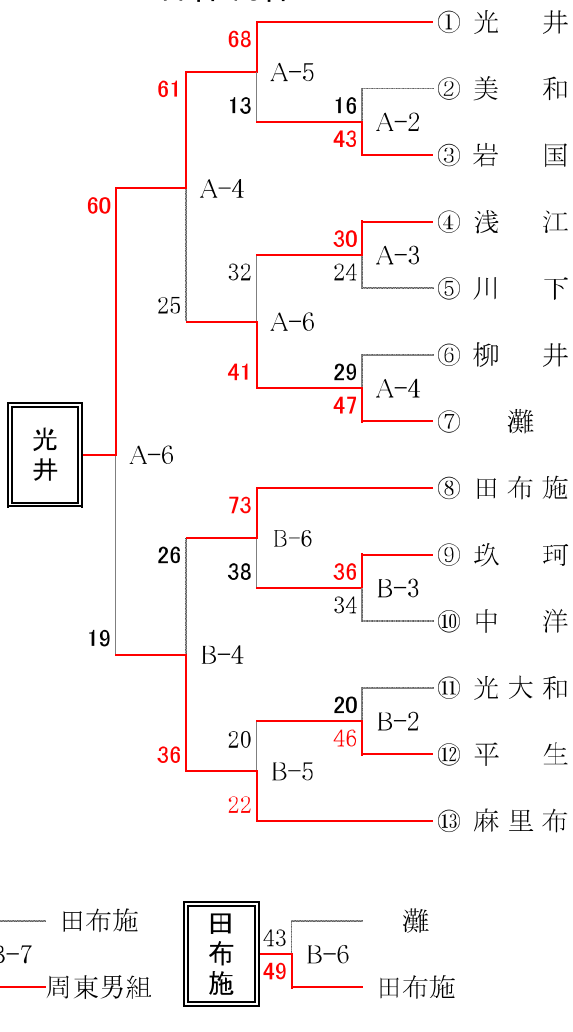 68 ① 光 井
61 A-5
② 美 和
13 16 A-2
43
③ 岩 国
60 A-4
④ 浅 江
30 A-3
32 24
⑤ 川 下
25
A-6
⑥ 柳 井
41 29 A-4
47
⑦ 灘
光井
A-6
⑧ 田 布 施
73
B-6
26
⑨ 玖 珂
38 36 B-3
34
⑩ 中 洋
19
B-4
⑪ 光 大 和
20 B-2
20 46
⑫ 平 生
36
B-5
22
⑬ 麻 里 布
田布施
B-7
周東男組
田布施
灘
43 B-6
49
田布施